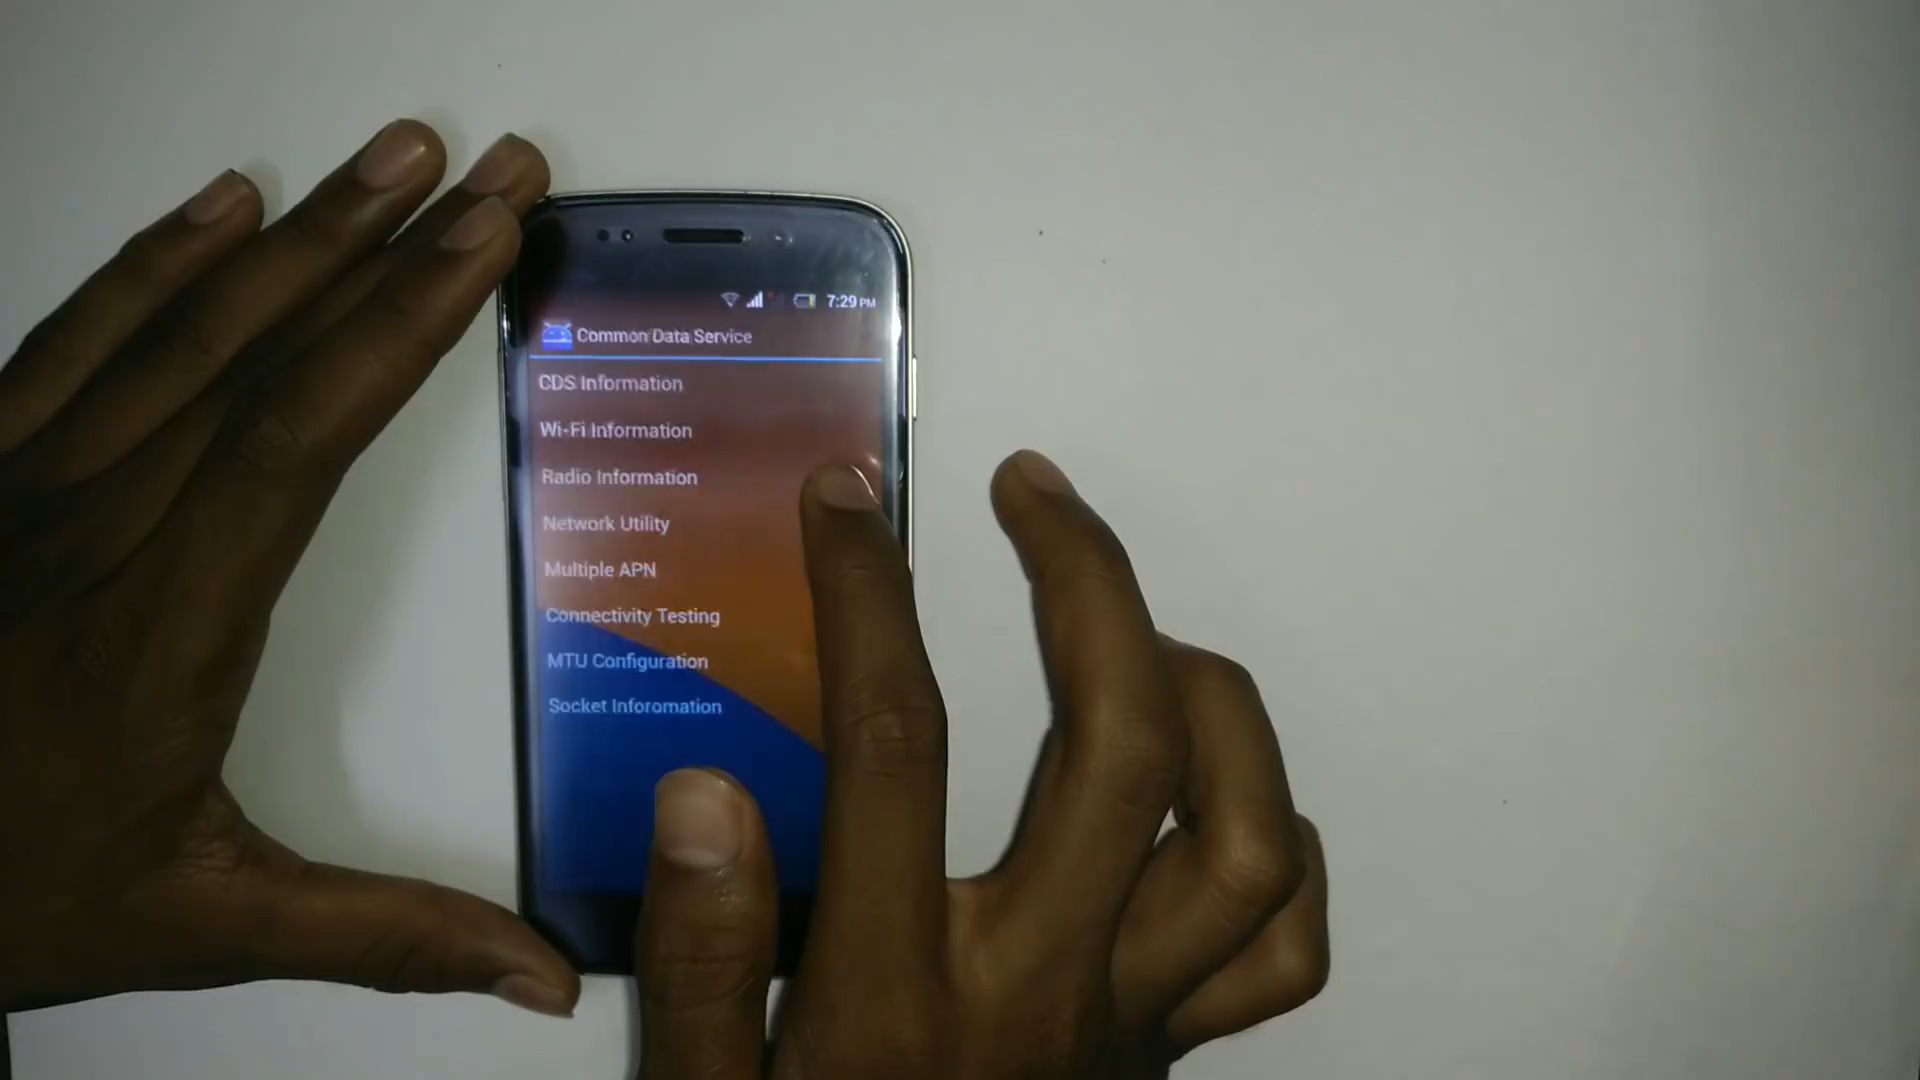 7:29 PM
Common Data Service
CDS Information
Wi-Fi Information
Radio Information
Network Utility
Multiple APN
Connectivity Testing
MTU Configuration
Socket Inforomation